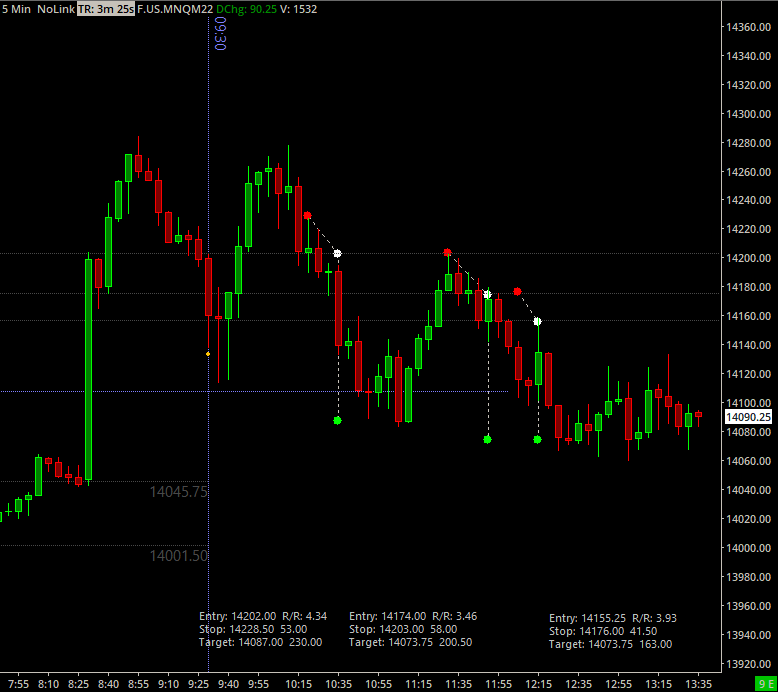 5 Min NoLink TR: 3m 25s F.US.MNQM22 DChg: 90.25 V: 1532
09:30
14360.00
14340.00
14320.00
14300.00
14280.00
14260.00
14240.00
14220.00
14200.00
14180.00
14160.00
14140.00
14120.00
14100.00
14090.25
14080.00
14060.00
14040.00
14020.00
14000.00
13980.00
13960.00
13940.00
13920.00
14045.75
14001.50
Entry: 14202.00 R/R: 4.34
Stop: 14228.50 53.00
Target: 14087.00 230.00
Entry: 14174.00 R/R: 3.46
Stop: 14203.00 58.00
Target: 14073.75 200.50
Entry: 14155.25 R/R: 3.93
Stop: 14176.00 41.50
Target: 14073.75 163.00
7:55 8:10 8:25 8:40 8:55 9:10 9:25 9:40 9:55 10:15 10:35 10:55 11:15 11:35 11:55 12:15 12:35 12:55 13:15 13:35
9 E